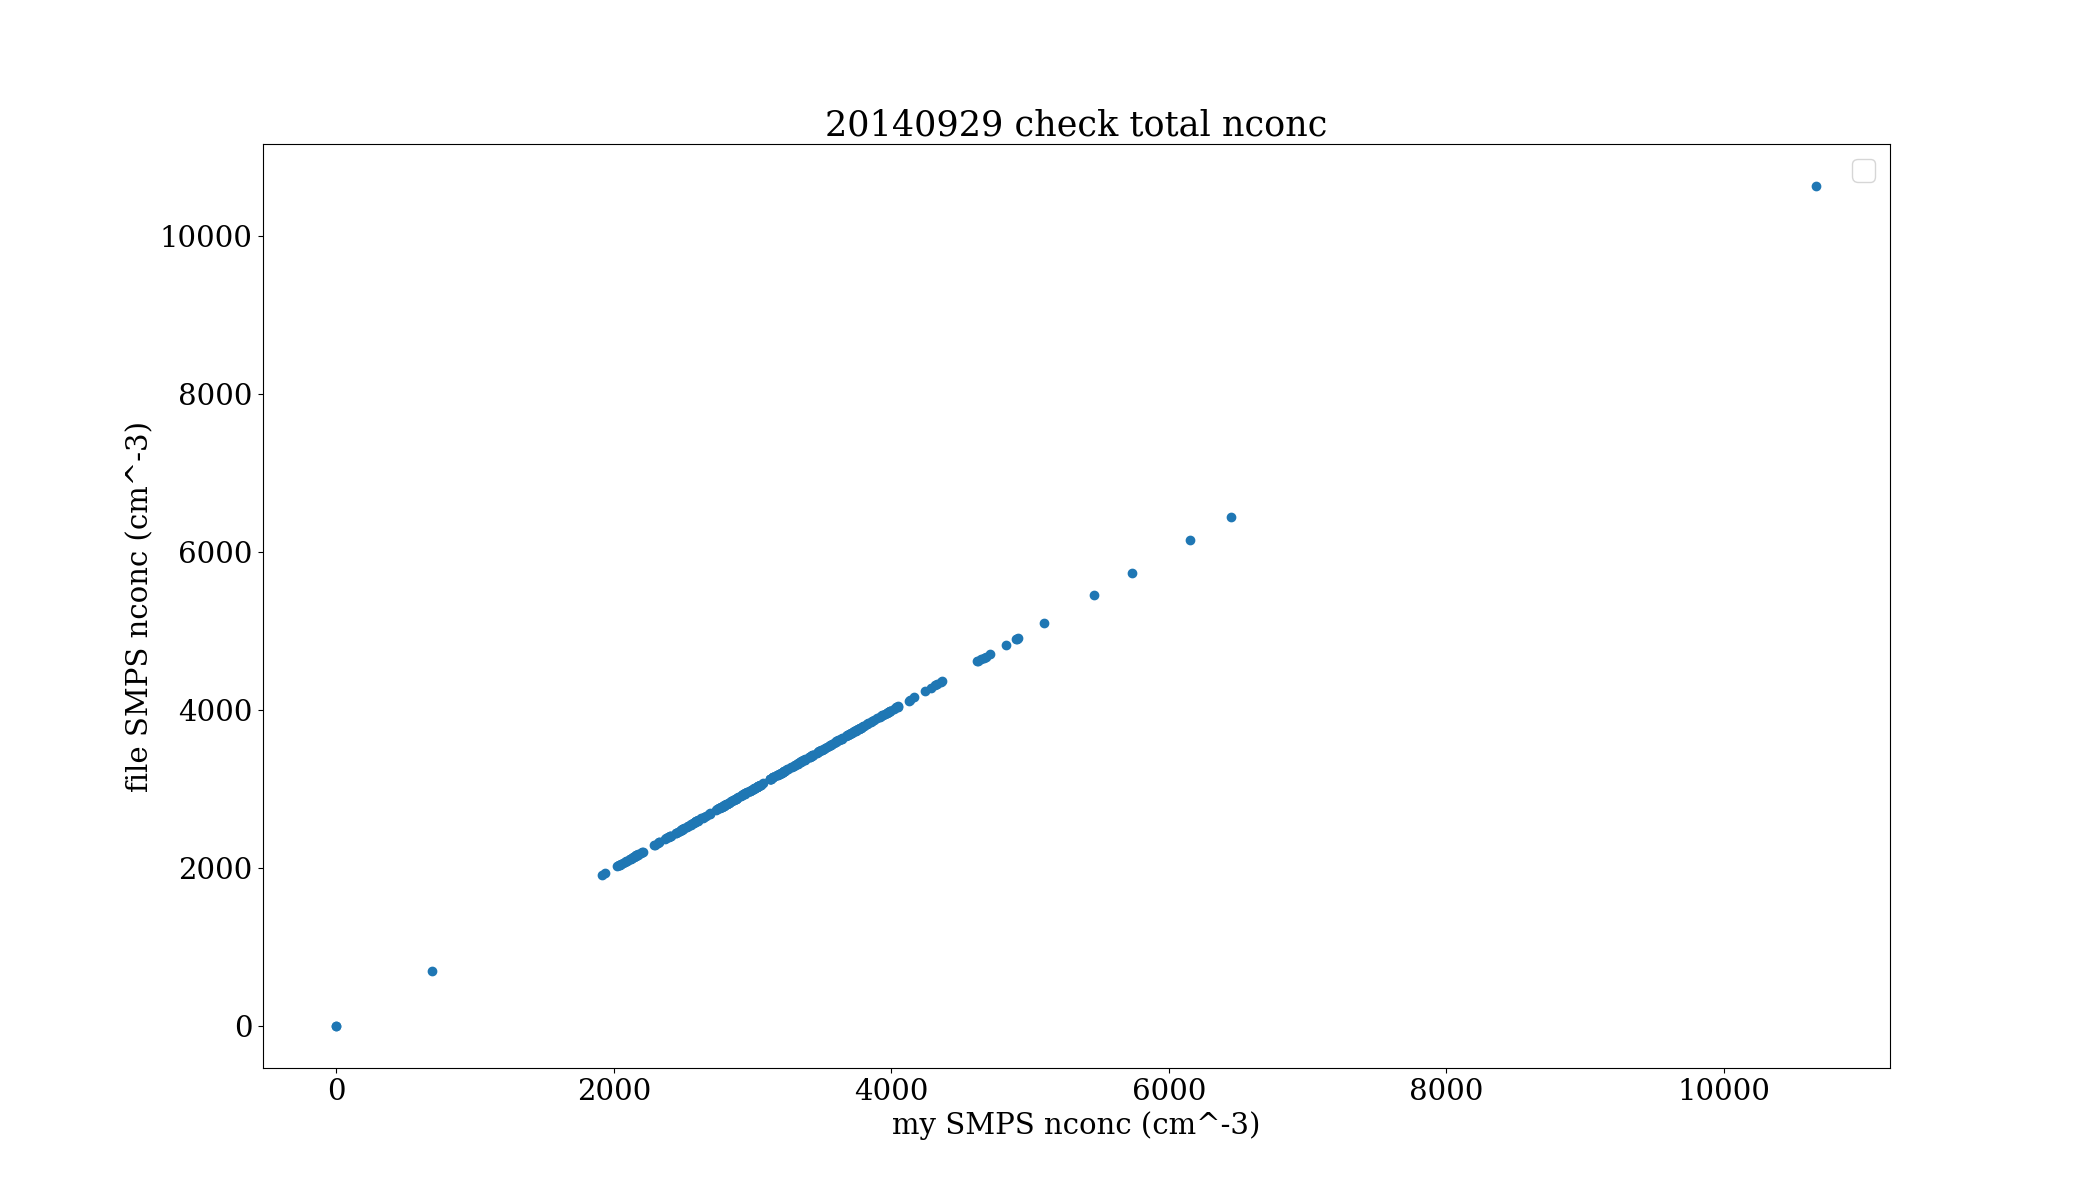 20140929 check total nconc
file SMPS nconc (cm^-3)
10000
8000
6000
4000
2000
0
0 2000 4000 6000 8000 10000
my SMPS nconc (cm^-3)